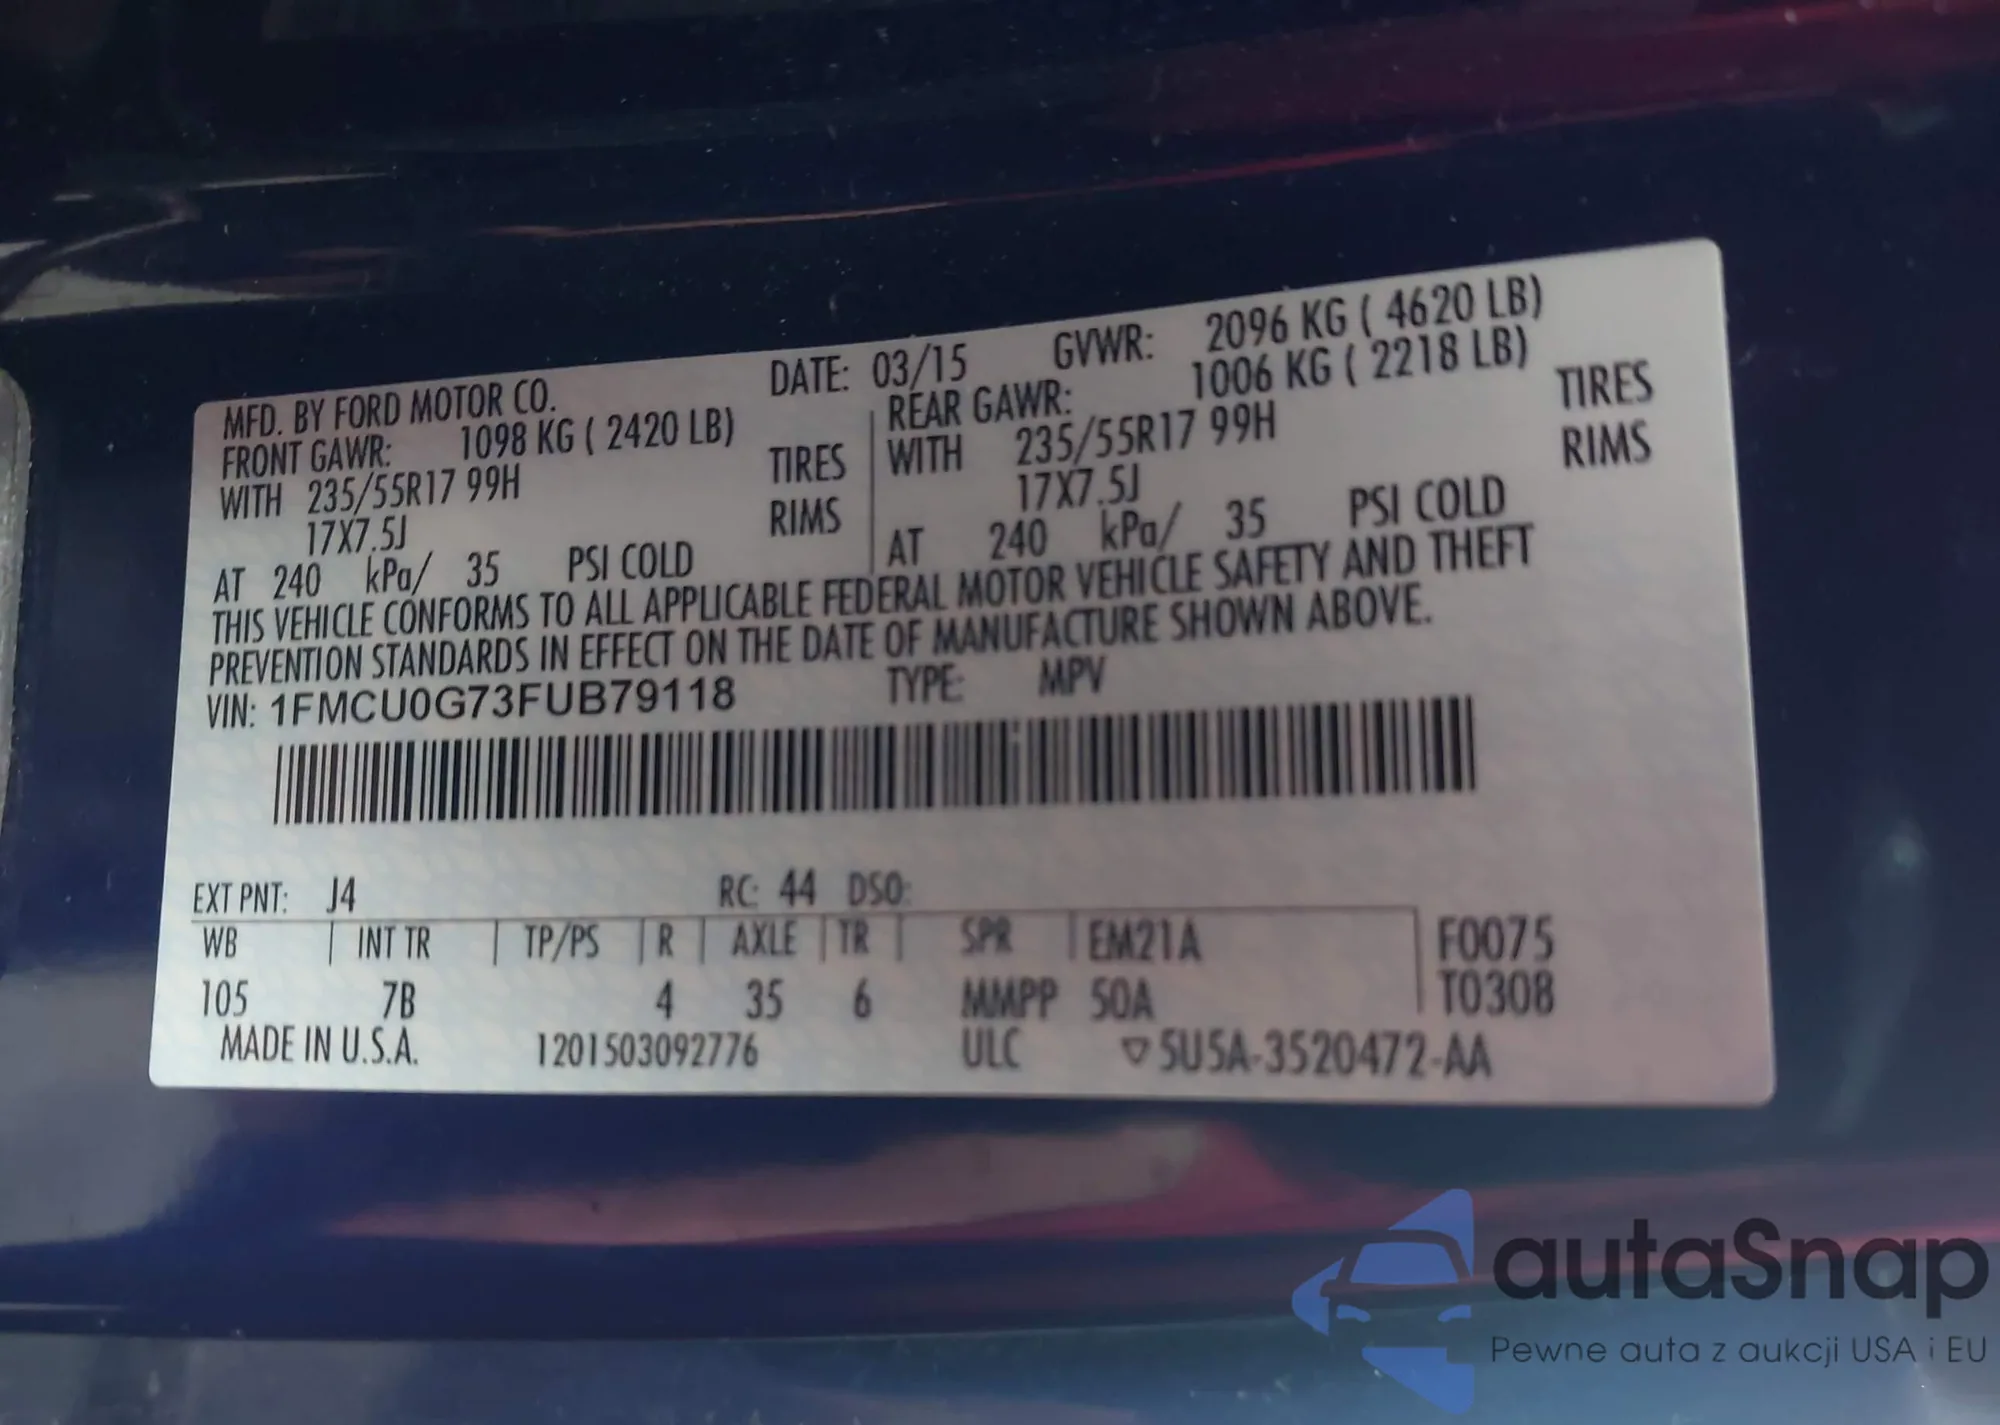 MFD. BY FORD MOTOR CO. DATE: 03/15 GVWR: 2096 KG ( 4620 LB)
FRONT GAWR: 1098 KG ( 2420 LB) REAR GAWR: 1006 KG ( 2218 LB)
WITH 235/55R17 99H TIRES WITH 235/55R17 99H TIRES
17X7.5J RIMS 17X7.5J RIMS
AT 240 kPa/ 35 PSI COLD AT 240 kPa/ 35 PSI COLD
THIS VEHICLE CONFORMS TO ALL APPLICABLE FEDERAL MOTOR VEHICLE SAFETY AND THEFT
PREVENTION STANDARDS IN EFFECT ON THE DATE OF MANUFACTURE SHOWN ABOVE.
VIN: 1FMCU0G73FUB79118 TYPE: MPV
EXT PNT: J4 RC: 44 DSO:
WB | INT TR | TP/PS | R | AXLE | TR | SPR | EM21A F0075
105 7B 4 35 6 MMPP 50A T0308
MADE IN U.S.A. 1201503092776 ULC ▽5U5A-3520472-AA
autaSnap
Pewne auta z aukcji USA i EU